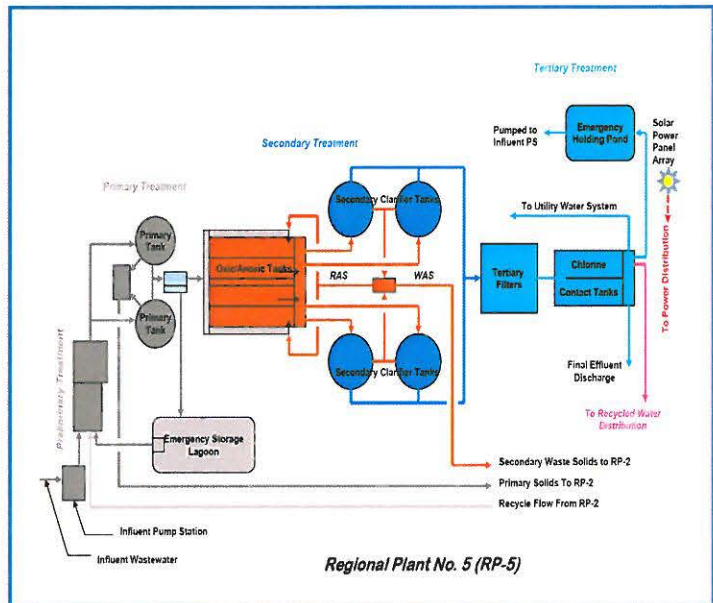 Tertiary Treatment
Pumped to
Influent PS
Emergency
Holding Pond
Solar
Power
Panel
Array
Secondary Treatment
Primary Treatment
To Utility Water System
Primary
Tank
Secondary Clarifier Tanks
Oxic/Anoxic Tanks
RAS
WAS
Tertiary
Filters
Chlorine
Contact Tanks
To Power Distribution
Primary
Tank
Secondary Clarifier Tanks
Final Effluent
Discharge
Preliminary Treatment
To Recycled Water
Distribution
Emergency Storage
Lagoon
Secondary Waste Solids to RP-2
Primary Solids To RP-2
Recycle Flow From RP-2
Influent Pump Station
Influent Wastewater
Regional Plant No. 5 (RP-5)